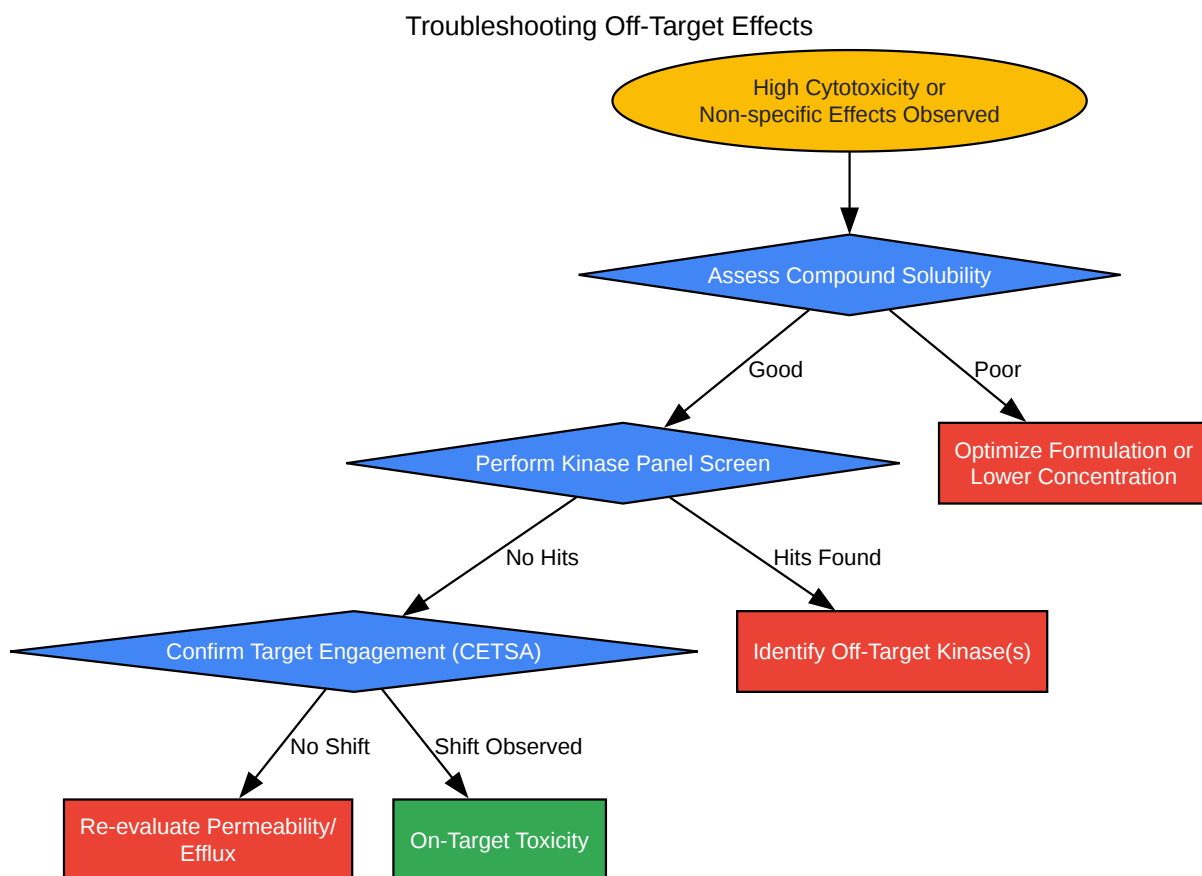 Troubleshooting Off-Target Effects
High Cytotoxicity or
Non-specific Effects Observed
Assess Compound Solubility
Good
Poor
Perform Kinase Panel Screen
Optimize Formulation or
Lower Concentration
No Hits
Hits Found
Confirm Target Engagement (CETSA)
Identify Off-Target Kinase(s)
No Shift
Shift Observed
Re-evaluate Permeability/
Efflux
On-Target Toxicity